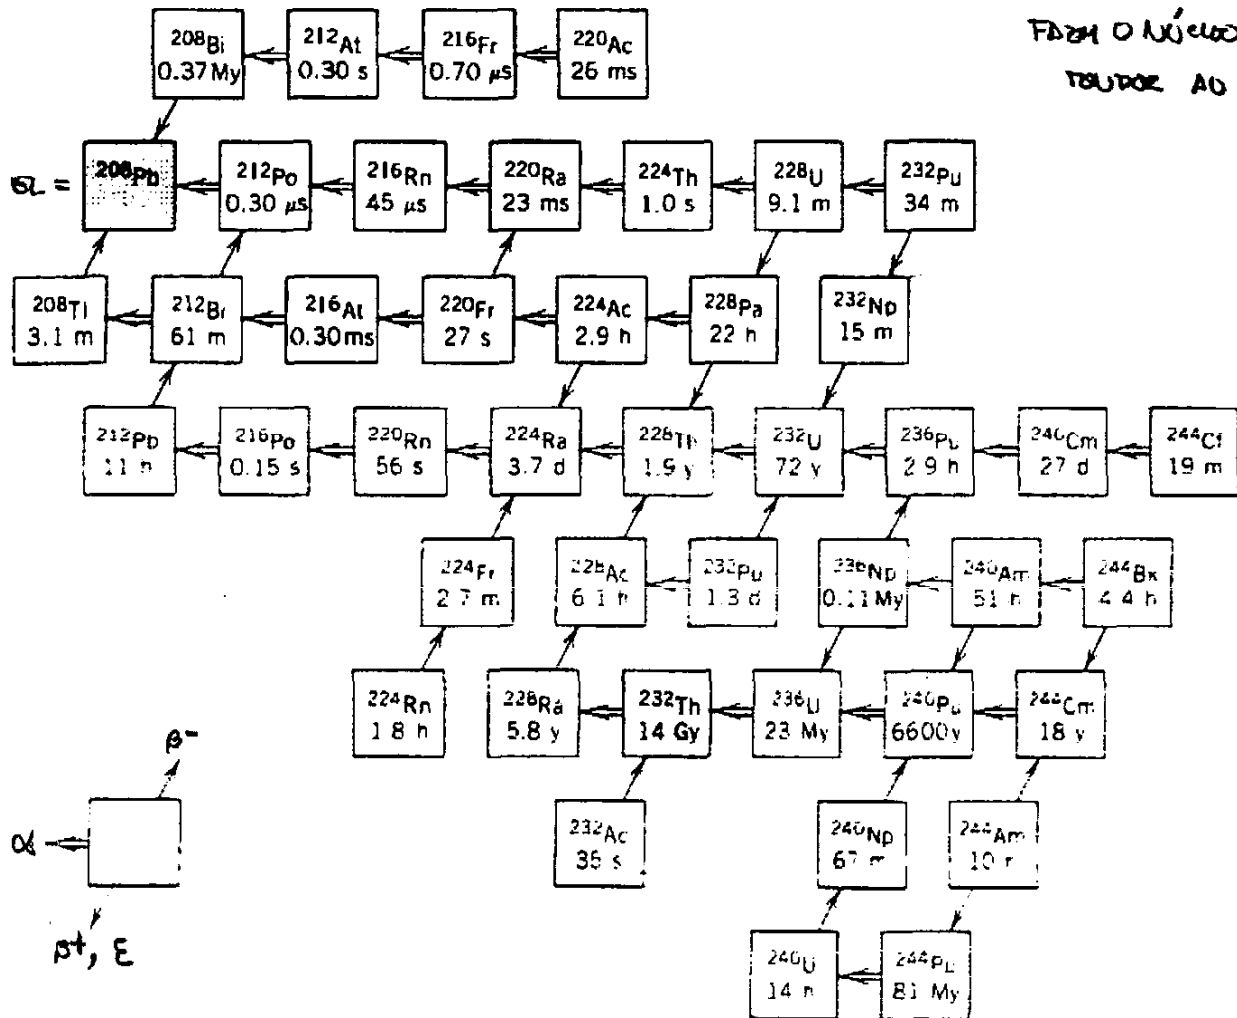 FAZEM O NÚCLEO
AO
208Bi 212At 216Fr 220Ac
0.37 My 0.30 s 0.70 μs 26 ms
= 208Pb 212Po 216Rn 220Ra 224Th 228U 232Pu
0.30 μs 45 μs 23 ms 1.0 s 9.1 m 34 m
208Tl 212Bi 216At 220Fr 224Ac 228Pa 232Np
3.1 m 61 m 0.30 ms 27 s 2.9 h 22 h 15 m
212Pb 216Po 220Rn 224Ra 228Th 232U 236Pu 240Cm 244Cf
11 h 0.15 s 56 s 3.7 d 1.9 y 72 y 2.9 h 27 d 19 m
224Fr 228Ac 232Pu 236Np 240Am 244Bk
2.7 m 6.1 h 1.3 d 0.11 My 51 h 4.4 h
224Rn 228Ra 232Th 236U 240Pu 244Cm
1.8 h 5.8 y 14 Gy 23 My 6600 y 18 y
β-
α
β+, ε
232Ac 240Np 244Am
35 s 67 m 10 h
240U 244Pu
14 h 81 My